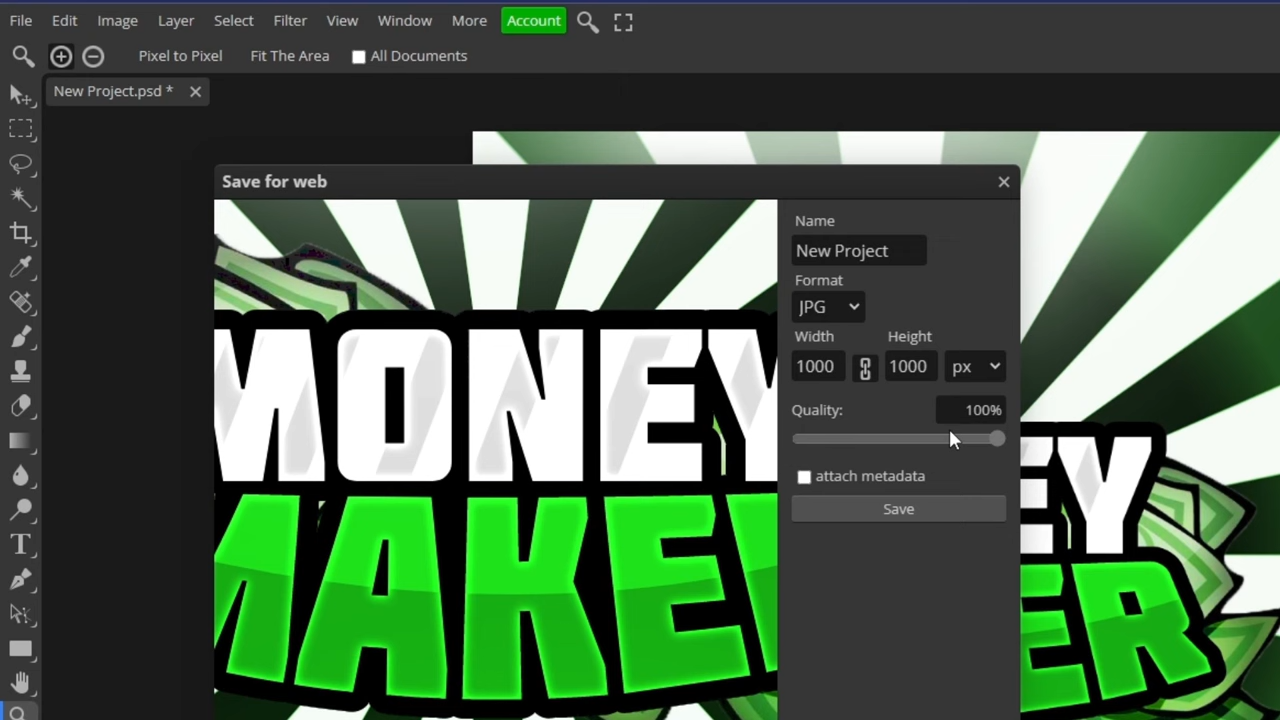 File Edit Image Layer Select Filter View Window More Account
Pixel to Pixel Fit The Area All Documents
New Project.psd *
Save for web
Name
New Project
Format
JPG
Width Height
1000 1000 px
Quality: 100%
attach metadata
Save
MONEY
MAKE
EY
ER
T